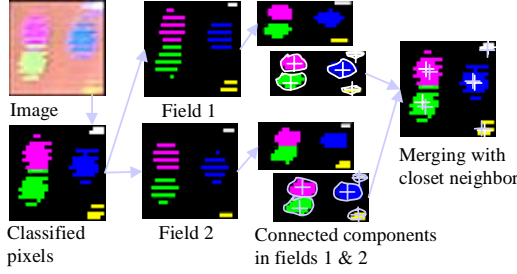 Image
Field 1
Merging with
closet neighbor
Classified
pixels
Field 2
Connected components
in fields 1 & 2